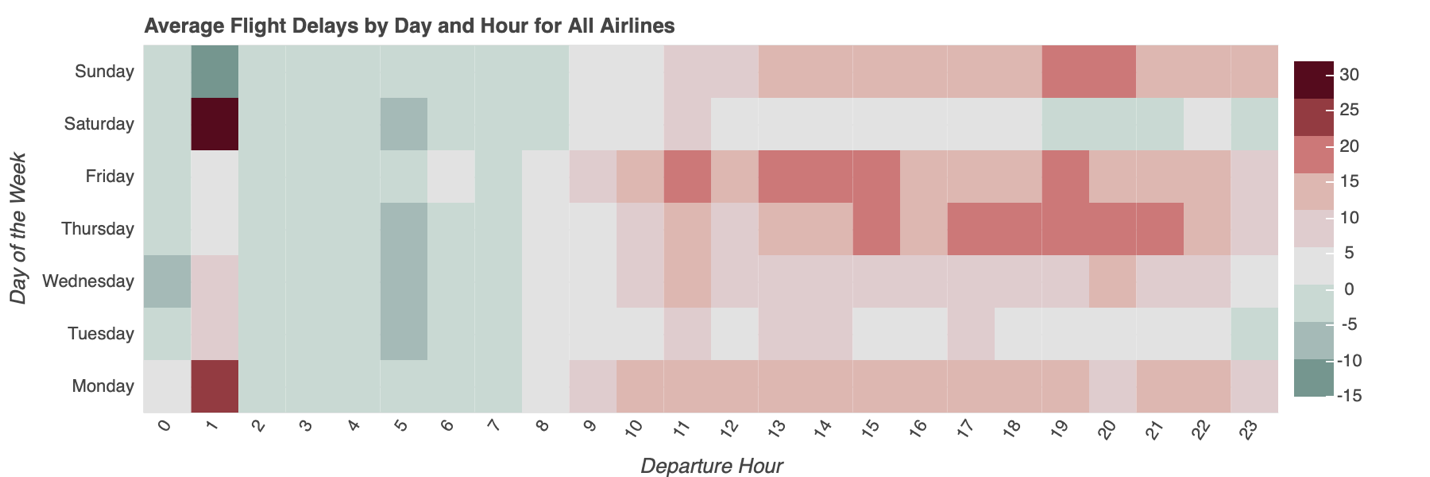 Average Flight Delays by Day and Hour for All Airlines
Day of the Week
Sunday
Saturday
Friday
Thursday
Wednesday
Tuesday
Monday
0 1 2 3 4 5 6 7 8 9 10 11 12 13 14 15 16 17 18 19 20 21 22 23
Departure Hour
30
25
20
15
10
5
0
-5
-10
-15